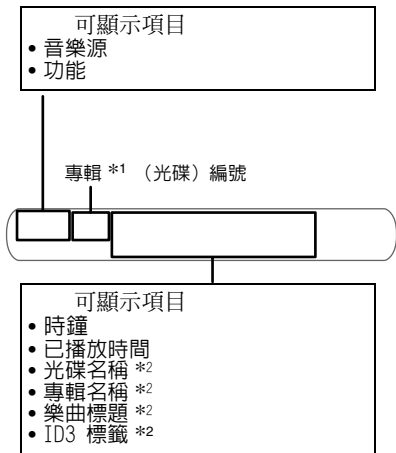 可顯示項目
• 音樂源
• 功能
專輯 *1 （光碟）編號
可顯示項目
• 時鐘
• 已播放時間
• 光碟名稱 *2
• 專輯名稱 *2
• 樂曲標題 *2
• ID3 標籤 *2